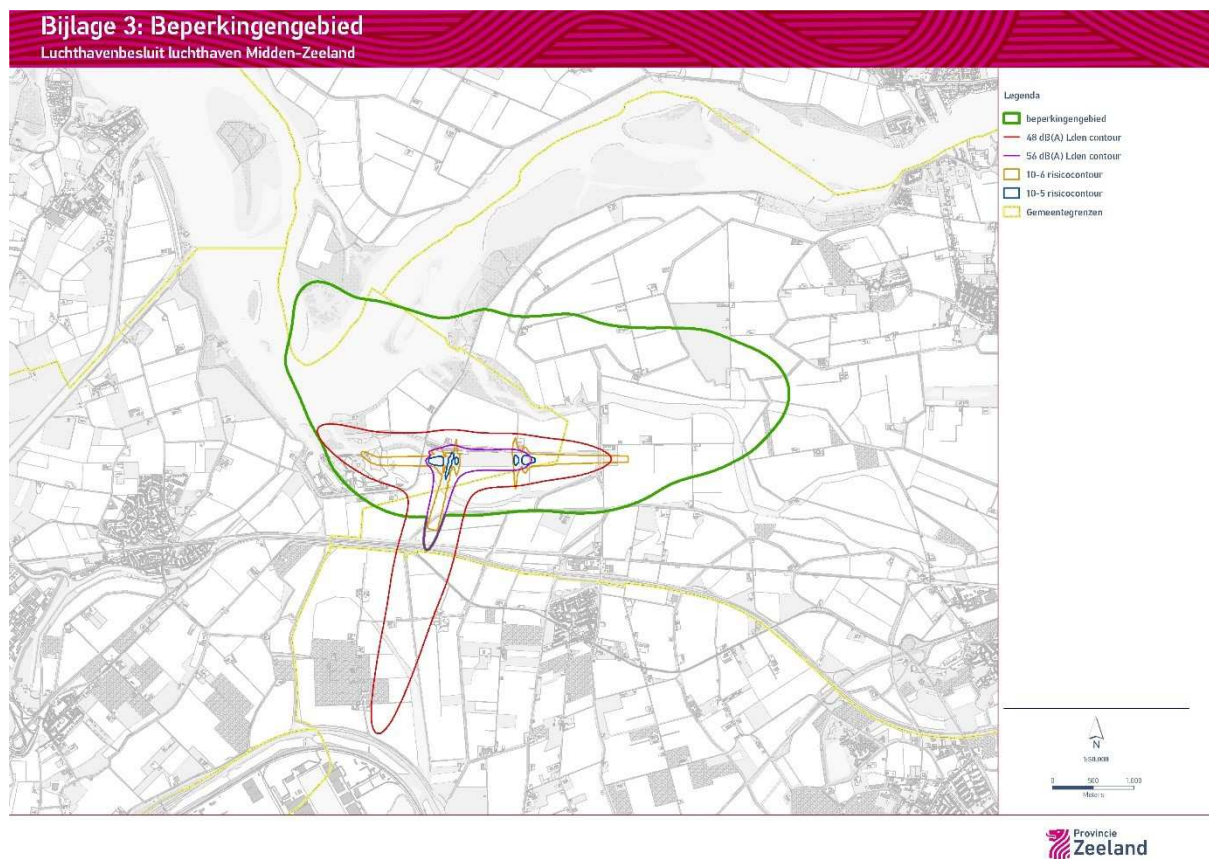 Bijlage 3: Beperkingengebied
Luchthavenbesluit luchthaven Midden-Zeeland
Legenda
beperkingengebied
48 dB(A) Lden contour
56 dB(A) Lden contour
10-6 risicocontour
10-5 risicocontour
Gemeentegrenzen
N
0 500 1.000
Meters
Provincie
Zeeland